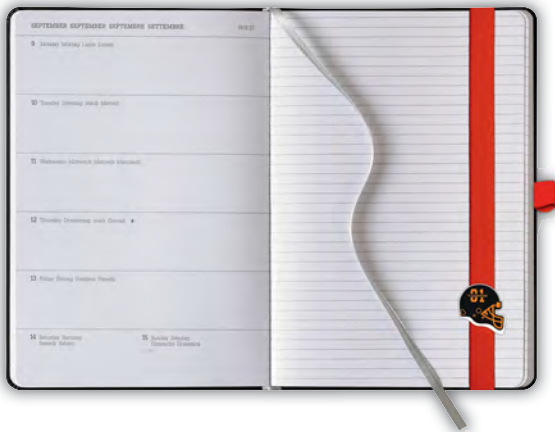 SEPTEMBER SEPTEMBER SEPTEMBRE SETTEMBRE
9 Monday Montag Lundi Lunedì
10 Tuesday Dienstag Mardi Martedì
11 Wednesday Mittwoch Mercredi Mercoledì
12 Thursday Donnerstag Jeudi Giovedì
13 Friday Freitag Vendredi Venerdì
14 Saturday Samstag
Samedi Sabato
15 Sunday Sonntag
Dimanche Domenica
81